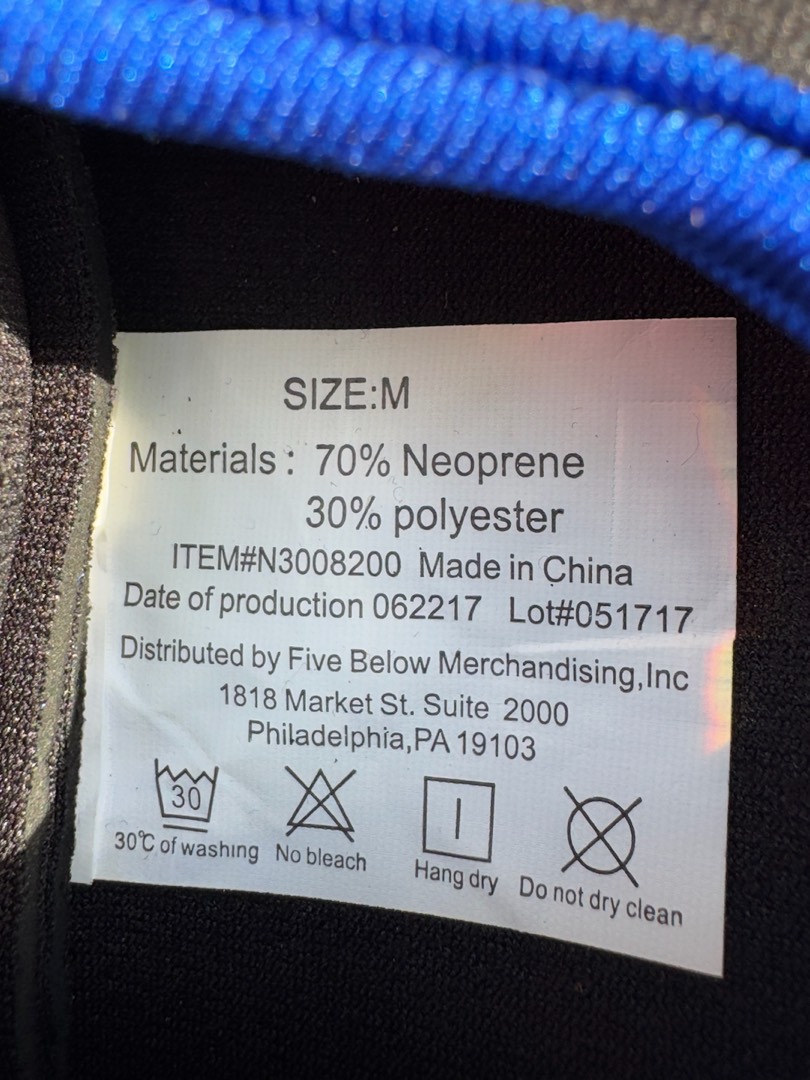 SIZE:M
Materials : 70% Neoprene
30% polyester
ITEM#N3008200 Made in China
Date of production 062217 Lot#051717
Distributed by Five Below Merchandising,Inc
1818 Market St. Suite 2000
Philadelphia,PA 19103
30
30℃ of washing No bleach Hang dry Do not dry clean